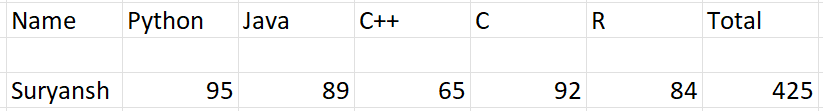 Name Python Java C++ C R Total
Suryansh 95 89 65 92 84 425